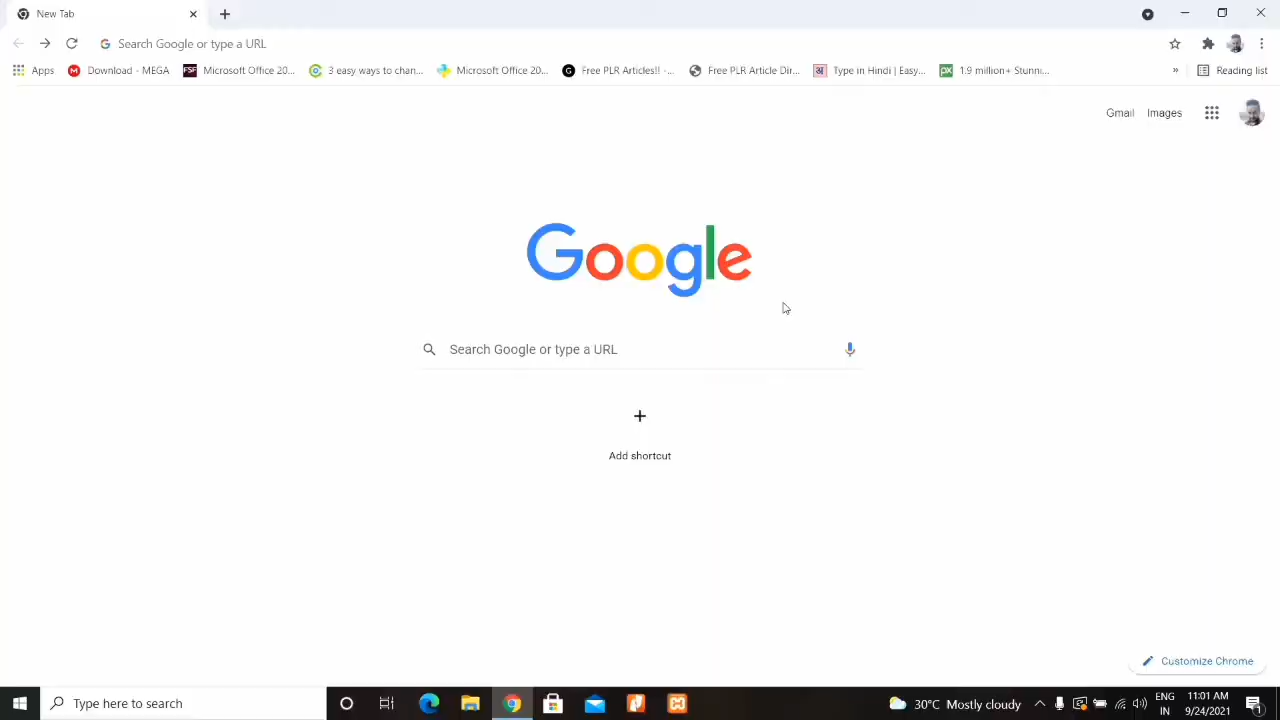 New Tab
Search Google or type a URL
Apps Download - MEGA FSF Microsoft Office 20... 3 easy ways to chan... Microsoft Office 20... G Free PLR Articles!! -... Free PLR Article Dir... अ Type in Hindi | Easy... px 1.9 million+ Stunni... » Reading list
Gmail Images
Google
Search Google or type a URL
Add shortcut
Customize Chrome
Type here to search
30°C Mostly cloudy
ENG
IN
11:01 AM
9/24/2021
1